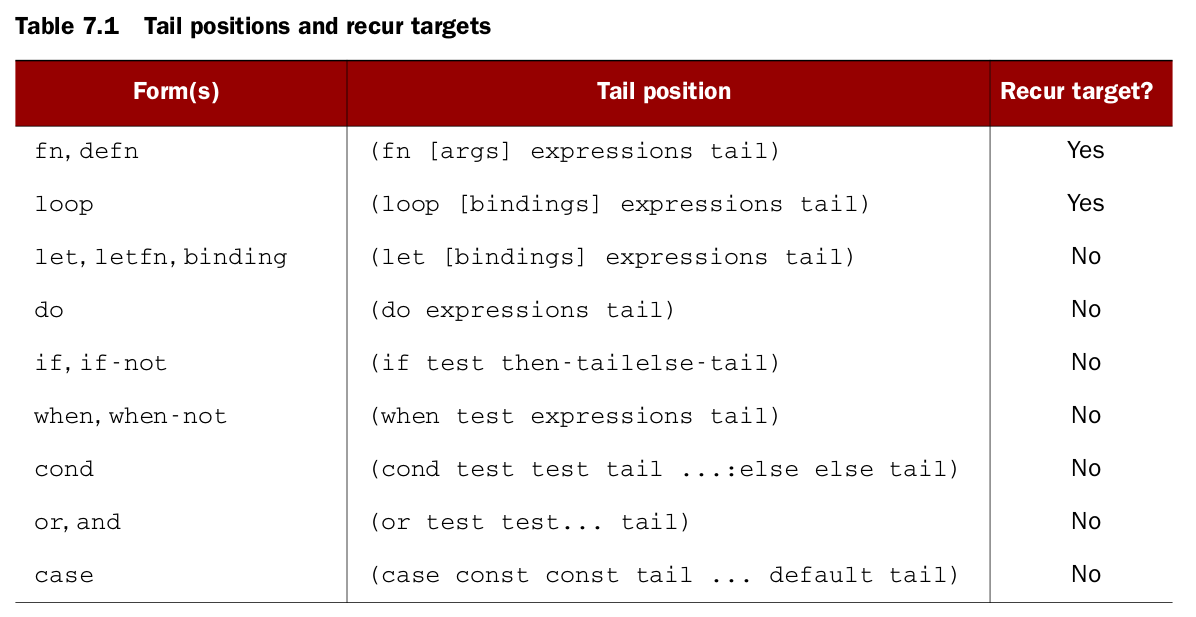 Table 7.1 Tail positions and recur targets
Form(s) Tail position Recur target?
fn, defn (fn [args] expressions tail) Yes
loop (loop [bindings] expressions tail) Yes
let, letfn, binding (let [bindings] expressions tail) No
do (do expressions tail) No
if, if-not (if test then-tailelse-tail) No
when, when-not (when test expressions tail) No
cond (cond test test tail ...:else else tail) No
or, and (or test test... tail) No
case (case const const tail ... default tail) No